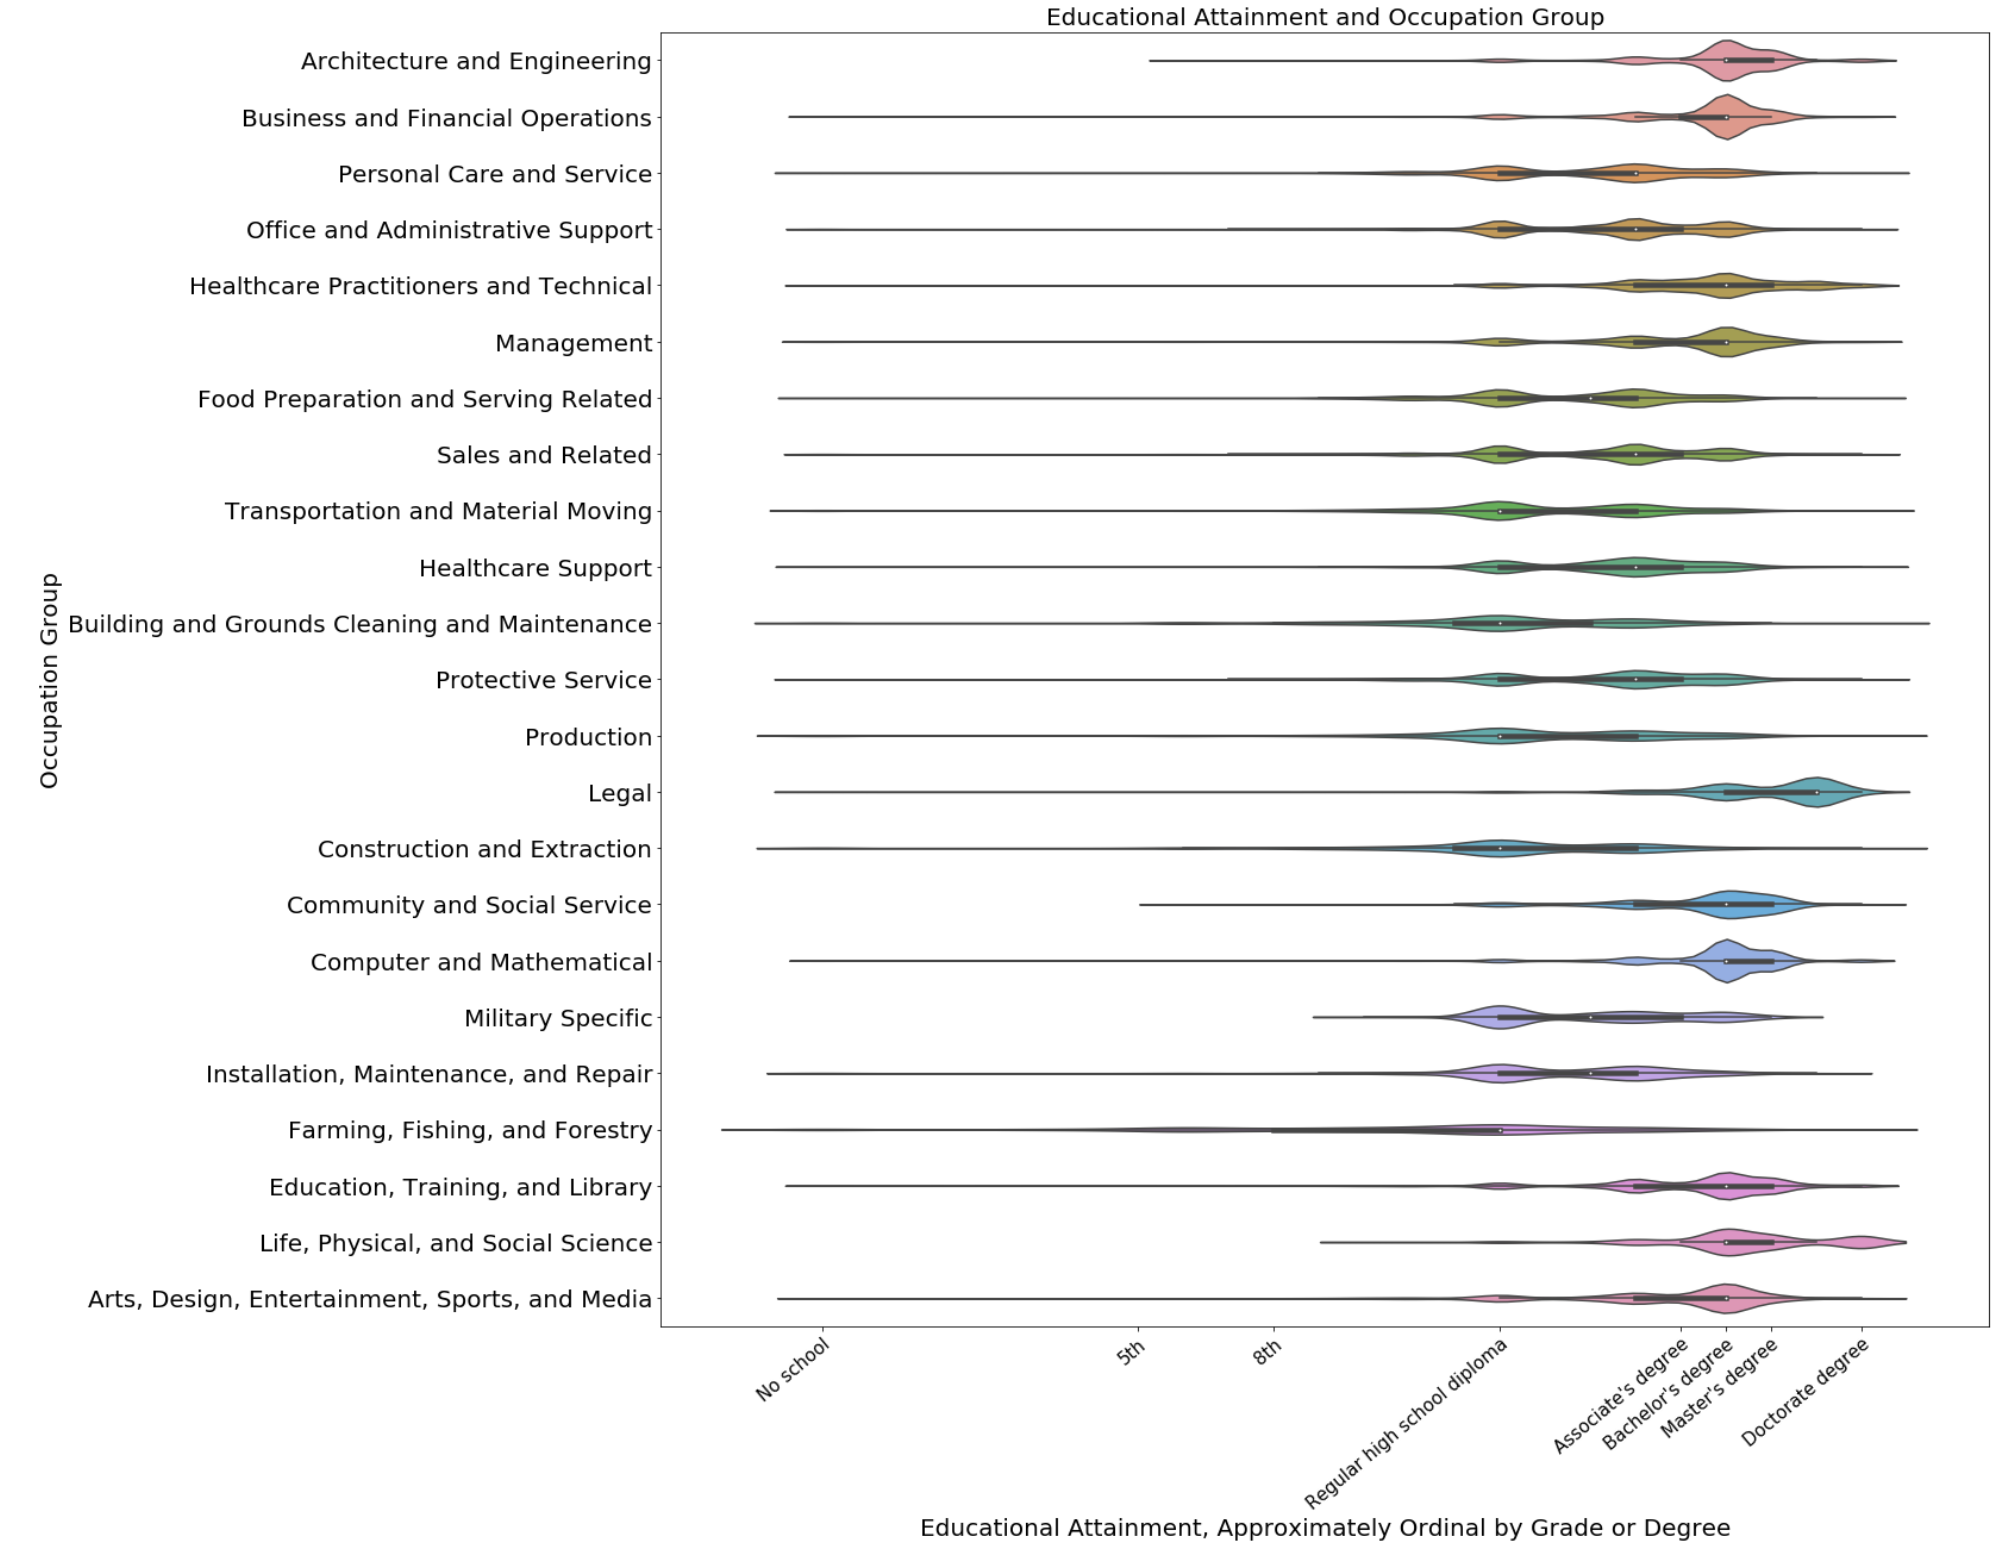 Educational Attainment and Occupation Group
Architecture and Engineering
Business and Financial Operations
Personal Care and Service
Office and Administrative Support
Healthcare Practitioners and Technical
Management
Food Preparation and Serving Related
Sales and Related
Transportation and Material Moving
Healthcare Support
Building and Grounds Cleaning and Maintenance
Protective Service
Production
Legal
Construction and Extraction
Community and Social Service
Computer and Mathematical
Military Specific
Installation, Maintenance, and Repair
Farming, Fishing, and Forestry
Education, Training, and Library
Life, Physical, and Social Science
Arts, Design, Entertainment, Sports, and Media
Occupation Group
No school
5th
8th
Regular high school diploma
Associate's degree
Bachelor's degree
Master's degree
Doctorate degree
Educational Attainment, Approximately Ordinal by Grade or Degree